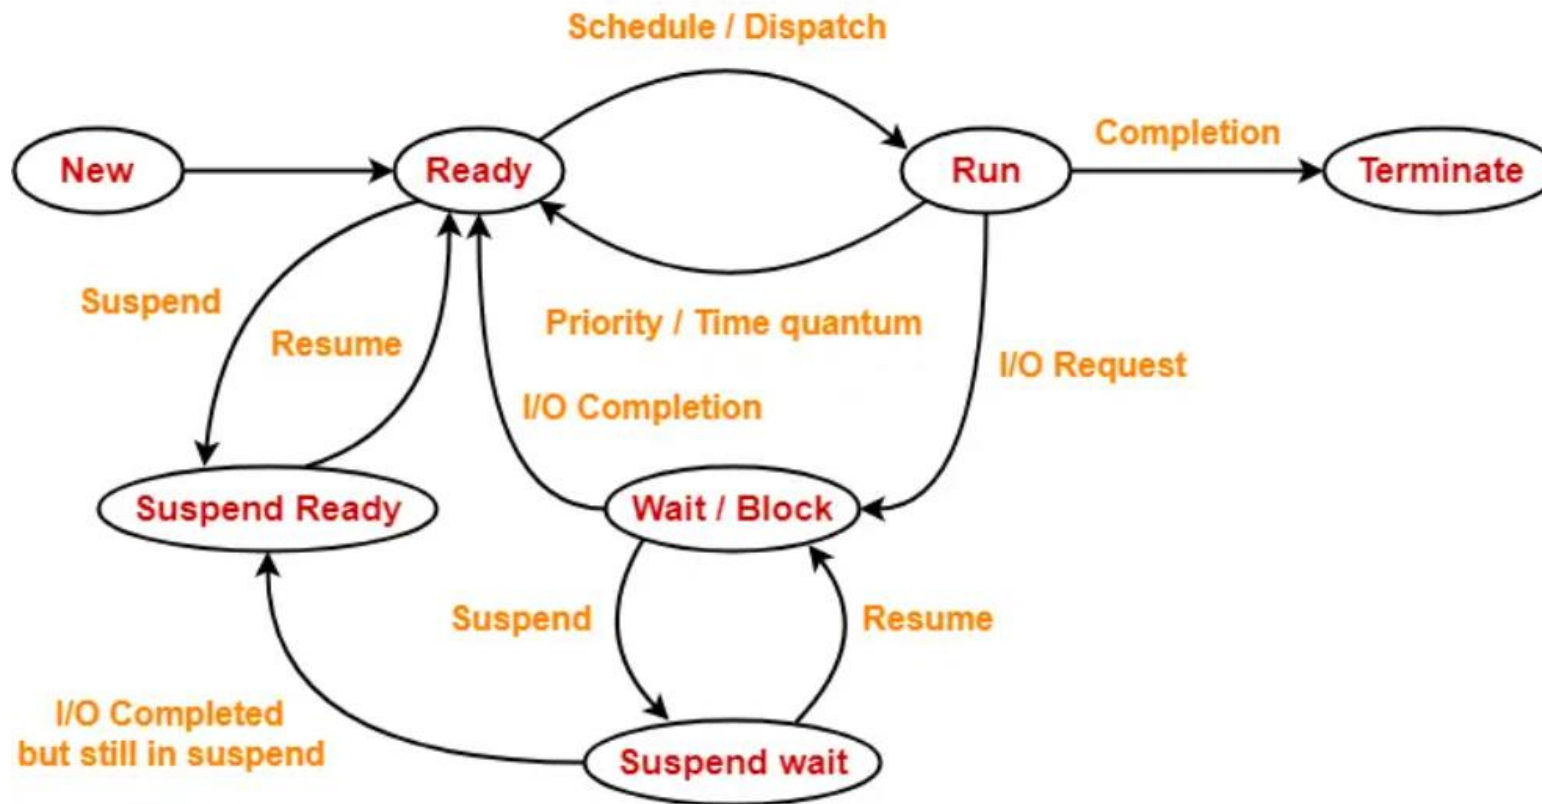 Schedule / Dispatch
New
Ready
Run
Completion
Terminate
Suspend
Resume
Priority / Time quantum
I/O Request
I/O Completion
Suspend Ready
Wait / Block
Suspend
Resume
I/O Completed
but still in suspend
Suspend wait